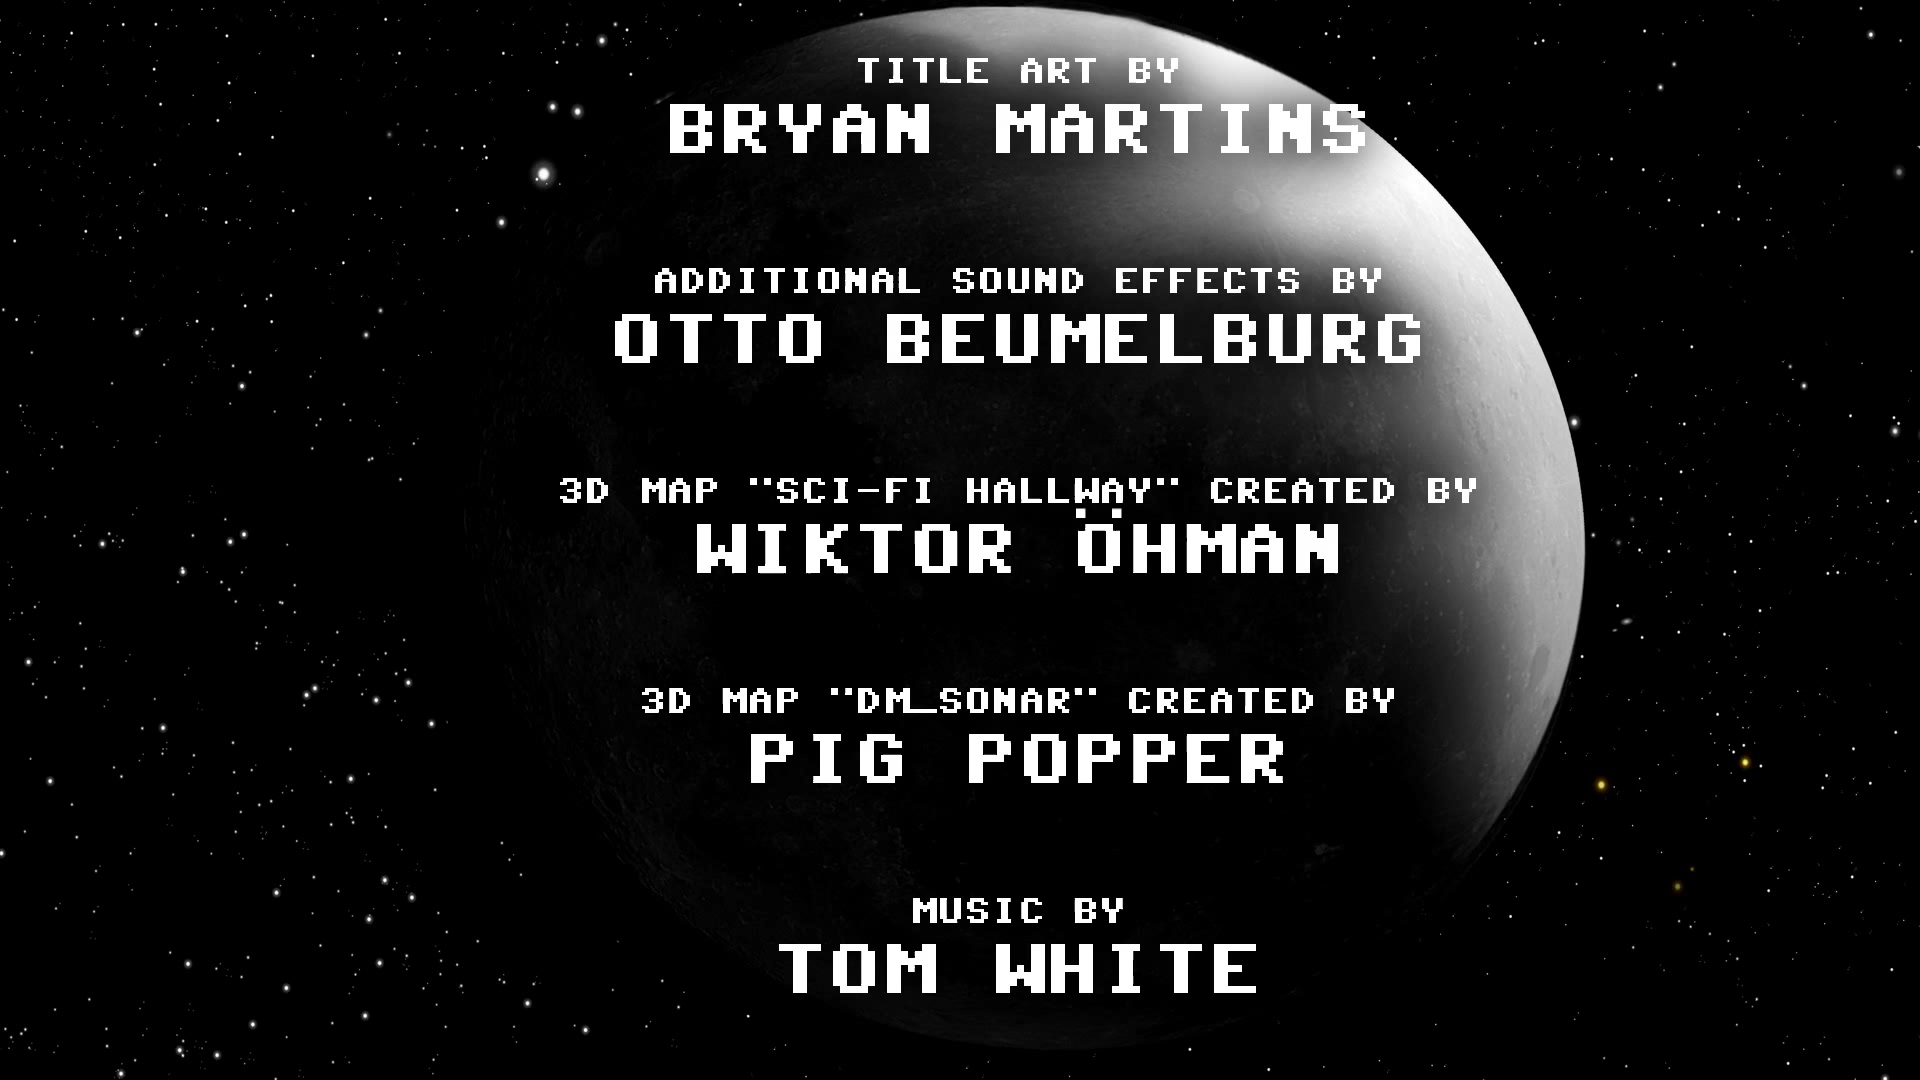 TITLE ART BY
BRYAN MARTINS
ADDITIONAL SOUND EFFECTS BY
OTTO BEUMELBURG
3D MAP "SCI-FI HALLWAY" CREATED BY
WIKTOR ÖHMAN
3D MAP "DM_SONAR" CREATED BY
PIG POPPER
MUSIC BY
TOM WHITE